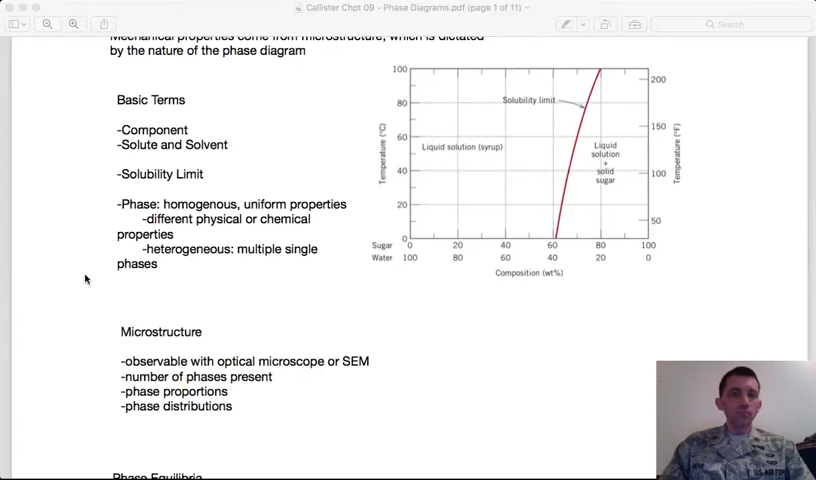 Callister Chpt 09 - Phase Diagrams.pdf (page 1 of 11)
Search
Mechanical properties come from microstructure, which is dictated
by the nature of the phase diagram
Basic Terms
-Component
-Solute and Solvent
-Solubility Limit
-Phase: homogenous, uniform properties
-different physical or chemical
properties
-heterogeneous: multiple single
phases
100
80
60
40
20
0
Temperature (°C)
Solubility limit
Liquid solution (syrup)
Liquid
solution
+
solid
sugar
200
150
100
50
Temperature (°F)
Sugar 0 20 40 60 80 100
Water 100 80 60 40 20 0
Composition (wt%)
Microstructure
-observable with optical microscope or SEM
-number of phases present
-phase proportions
-phase distributions
Phase Equilibria
U.S. AIR